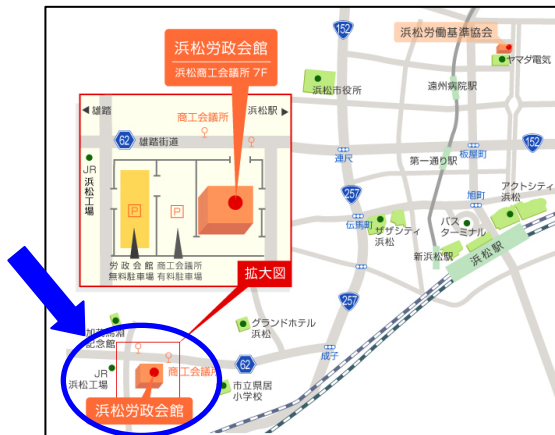 浜松労政会館
浜松商工会議所 7F
152
浜松労働基準協会
ヤマダ電気
浜松市役所
遠州病院駅
雄踏
浜松駅
商工会議所
62 雄踏街道
JR
浜松工場
P
P
労政会館
無料駐車場
商工会議所
有料駐車場
拡大図
連尺
第一通り駅
板屋町
152
257
伝馬町
ザザシティ
浜松
旭町
アクトシティ
浜松
バス
ターミナル
新浜松駅
浜松駅
257
グランドホテル
浜松
成子
62
記念館
商工会議所
JR
浜松工場
市立県居
小学校
浜松労政会館